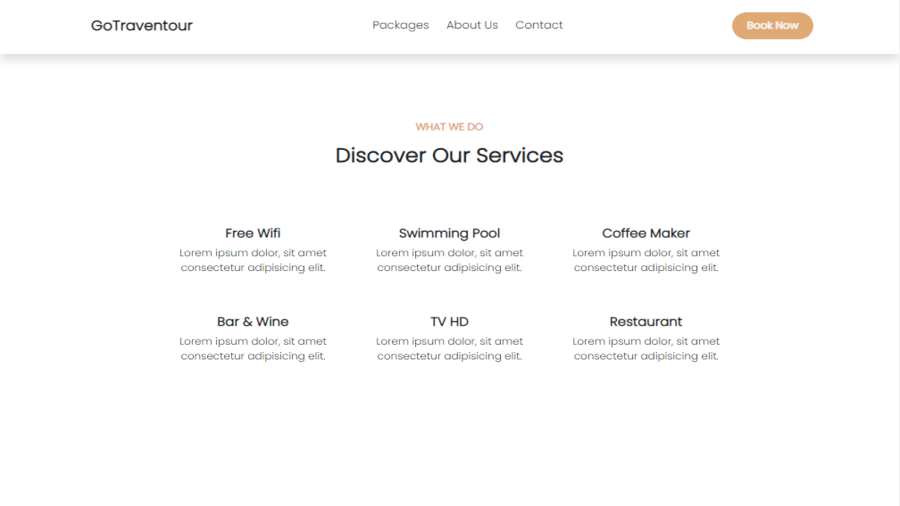 GoTraventour
Packages About Us Contact
Book Now
WHAT WE DO
Discover Our Services
Free Wifi
Lorem ipsum dolor, sit amet
consectetur adipisicing elit.
Swimming Pool
Lorem ipsum dolor, sit amet
consectetur adipisicing elit.
Coffee Maker
Lorem ipsum dolor, sit amet
consectetur adipisicing elit.
Bar & Wine
Lorem ipsum dolor, sit amet
consectetur adipisicing elit.
TV HD
Lorem ipsum dolor, sit amet
consectetur adipisicing elit.
Restaurant
Lorem ipsum dolor, sit amet
consectetur adipisicing elit.